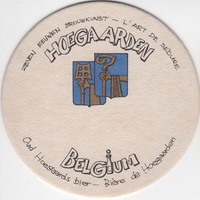 ZEVEN EEUWEN BROUWKUNST - L'ART DE SÉDUIRE
HOEGAARDEN
BELGIUM
Oud Hoegaards bier - Bière de Hoegaarden